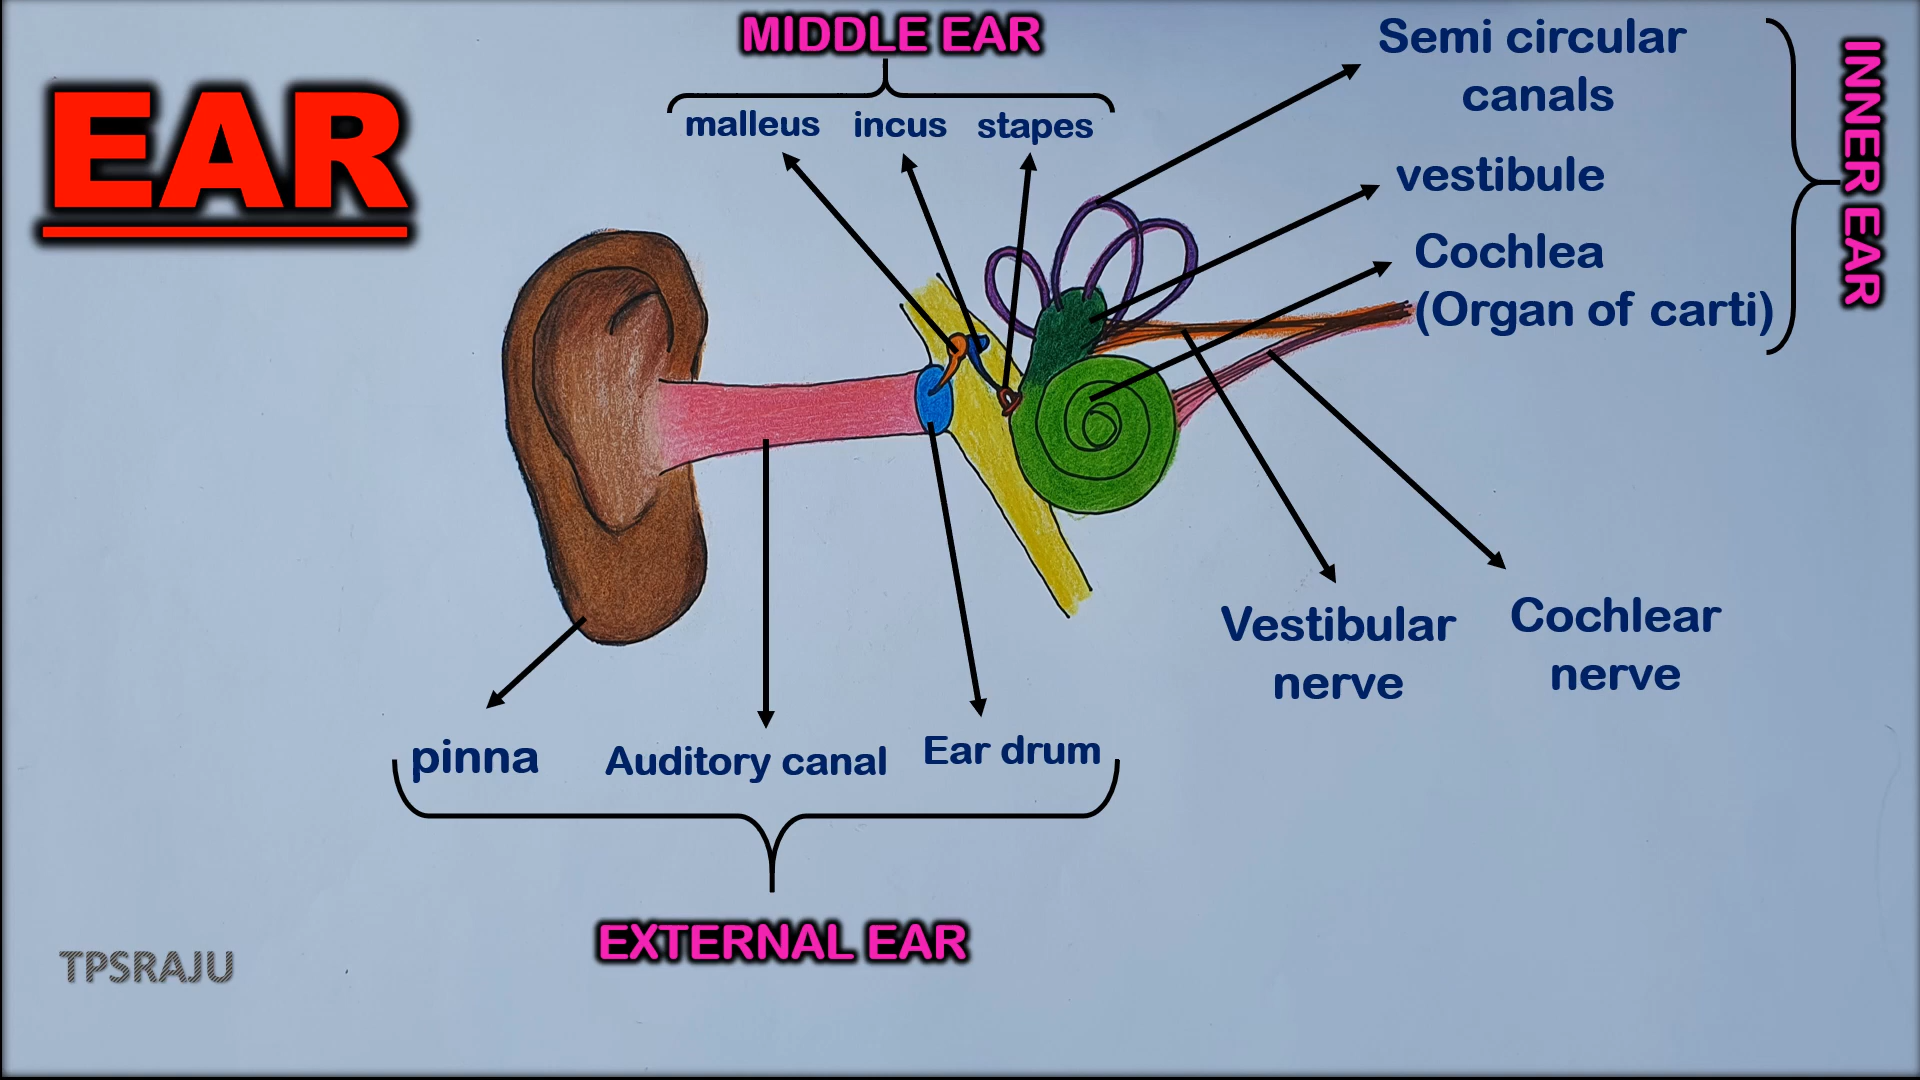 EAR
MIDDLE EAR
malleus incus stapes
Semi circular
canals
vestibule
Cochlea
(Organ of carti)
INNER EAR
Vestibular
nerve
Cochlear
nerve
pinna Auditory canal Ear drum
EXTERNAL EAR
TPSRAJU